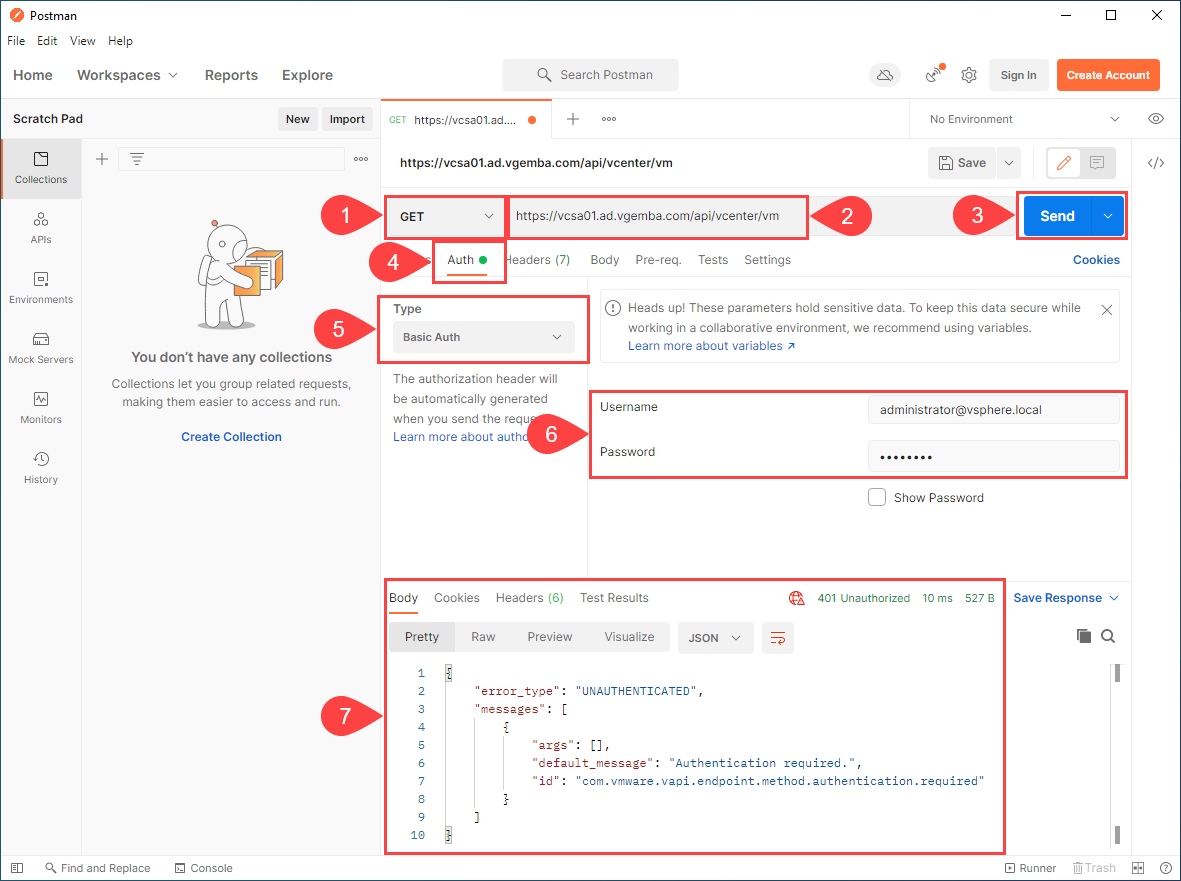 Postman
File Edit View Help
Home Workspaces Reports Explore Search Postman Sign In Create Account
Scratch Pad New Import GET https://vcsa01.ad.... No Environment
https://vcsa01.ad.vgemba.com/api/vcenter/vm Save
Collections
APIs
Environments
Mock Servers
Monitors
History
You don't have any collections
Collections let you group related requests,
making them easier to access and run.
Create Collection
1 GET https://vcsa01.ad.vgemba.com/api/vcenter/vm 2 3 Send
4 Auth Headers (7) Body Pre-req. Tests Settings Cookies
5 Type
Basic Auth
The authorization header will
be automatically generated
when you send the
Learn more about
Heads up! These parameters hold sensitive data. To keep this data secure while
working in a collaborative environment, we recommend using variables.
Learn more about variables ↗
6 Username administrator@vsphere.local
Password ••••••••
Show Password
7 Body Cookies Headers (6) Test Results 401 Unauthorized 10 ms 527 B Save Response
Pretty Raw Preview Visualize JSON
1 {
2 "error_type": "UNAUTHENTICATED",
3 "messages": [
4 {
5 "args": [],
6 "default_message": "Authentication required.",
7 "id": "com.vmware.vapi.endpoint.method.authentication.required"
8 }
9 ]
10 }
Find and Replace Console Runner Trash